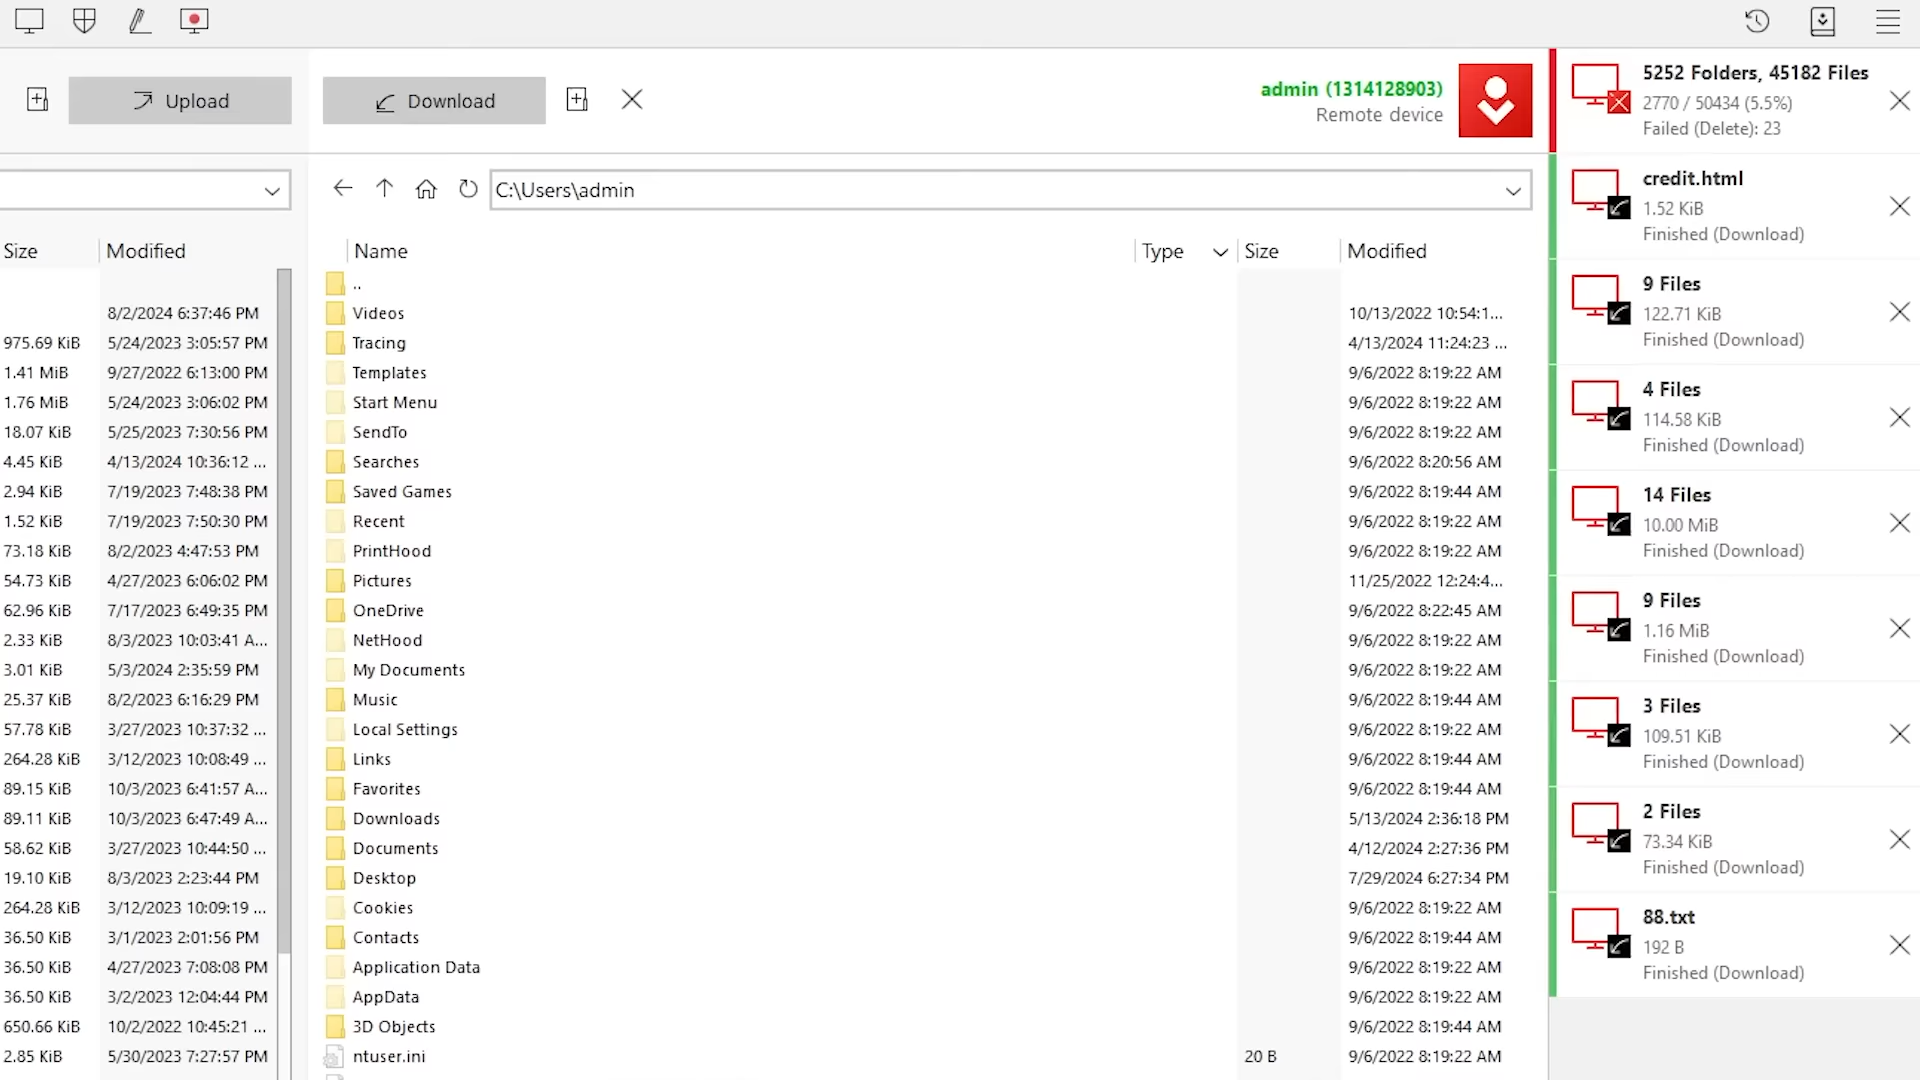 Upload
Download
admin (1314128903)
Remote device
C:\Users\admin
Size Modified
8/2/2024 6:37:46 PM
975.69 KiB 5/24/2023 3:05:57 PM
1.41 MiB 9/27/2022 6:13:00 PM
1.76 MiB 5/24/2023 3:06:02 PM
18.07 KiB 5/25/2023 7:30:56 PM
4.45 KiB 4/13/2024 10:36:12 ...
2.94 KiB 7/19/2023 7:48:38 PM
1.52 KiB 7/19/2023 7:50:30 PM
73.18 KiB 8/2/2023 4:47:53 PM
54.73 KiB 4/27/2023 6:06:02 PM
62.96 KiB 7/17/2023 6:49:35 PM
2.33 KiB 8/3/2023 10:03:41 A...
3.01 KiB 5/3/2024 2:35:59 PM
25.37 KiB 8/2/2023 6:16:29 PM
57.78 KiB 3/27/2023 10:37:32 ...
264.28 KiB 3/12/2023 10:08:49 ...
89.15 KiB 10/3/2023 6:41:57 A...
89.11 KiB 10/3/2023 6:47:49 A...
58.62 KiB 3/27/2023 10:44:50 ...
19.10 KiB 8/3/2023 2:23:44 PM
264.28 KiB 3/12/2023 10:09:19 ...
36.50 KiB 3/1/2023 2:01:56 PM
36.50 KiB 4/27/2023 7:08:08 PM
36.50 KiB 3/2/2023 12:04:44 PM
650.66 KiB 10/2/2022 10:45:21 ...
2.85 KiB 5/30/2023 7:27:57 PM
Name Type Size Modified
..
Videos 10/13/2022 10:54:1...
Tracing 4/13/2024 11:24:23 ...
Templates 9/6/2022 8:19:22 AM
Start Menu 9/6/2022 8:19:22 AM
SendTo 9/6/2022 8:19:22 AM
Searches 9/6/2022 8:20:56 AM
Saved Games 9/6/2022 8:19:44 AM
Recent 9/6/2022 8:19:22 AM
PrintHood 9/6/2022 8:19:22 AM
Pictures 11/25/2022 12:24:4...
OneDrive 9/6/2022 8:22:45 AM
NetHood 9/6/2022 8:19:22 AM
My Documents 9/6/2022 8:19:22 AM
Music 9/6/2022 8:19:44 AM
Local Settings 9/6/2022 8:19:22 AM
Links 9/6/2022 8:19:44 AM
Favorites 9/6/2022 8:19:44 AM
Downloads 5/13/2024 2:36:18 PM
Documents 4/12/2024 2:27:36 PM
Desktop 7/29/2024 6:27:34 PM
Cookies 9/6/2022 8:19:22 AM
Contacts 9/6/2022 8:19:44 AM
Application Data 9/6/2022 8:19:22 AM
AppData 9/6/2022 8:19:22 AM
3D Objects 9/6/2022 8:19:44 AM
ntuser.ini 20 B 9/6/2022 8:19:22 AM
5252 Folders, 45182 Files
2770 / 50434 (5.5%)
Failed (Delete): 23
credit.html
1.52 KiB
Finished (Download)
9 Files
122.71 KiB
Finished (Download)
4 Files
114.58 KiB
Finished (Download)
14 Files
10.00 MiB
Finished (Download)
9 Files
1.16 MiB
Finished (Download)
3 Files
109.51 KiB
Finished (Download)
2 Files
73.34 KiB
Finished (Download)
88.txt
192 B
Finished (Download)